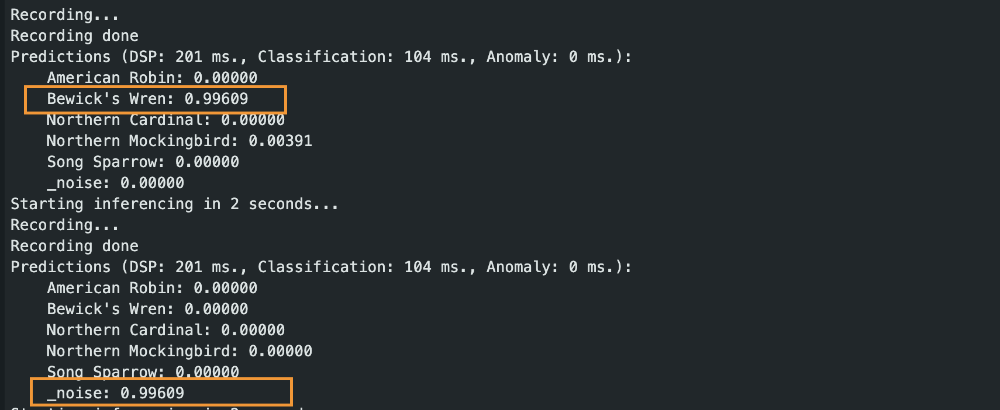 Recording...
Recording done
Predictions (DSP: 201 ms., Classification: 104 ms., Anomaly: 0 ms.):
    American Robin: 0.00000
    Bewick's Wren: 0.99609
    Northern Cardinal: 0.00000
    Northern Mockingbird: 0.00391
    Song Sparrow: 0.00000
    _noise: 0.00000
Starting inferencing in 2 seconds...
Recording...
Recording done
Predictions (DSP: 201 ms., Classification: 104 ms., Anomaly: 0 ms.):
    American Robin: 0.00000
    Bewick's Wren: 0.00000
    Northern Cardinal: 0.00000
    Northern Mockingbird: 0.00000
    Song Sparrow: 0.00000
    _noise: 0.99609